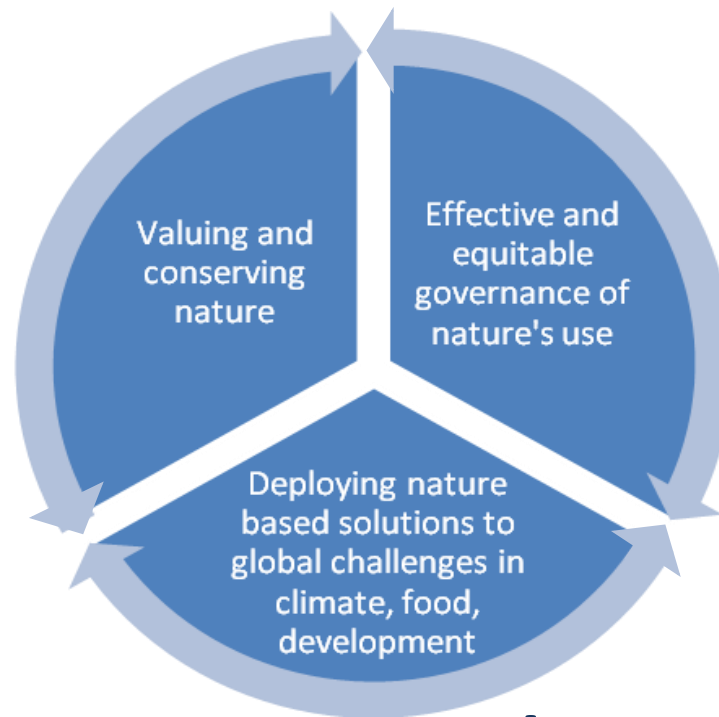 Valuing and
conserving
nature
Effective and
equitable
governance of
nature's use
Deploying nature
based solutions to
global challenges in
climate, food,
development